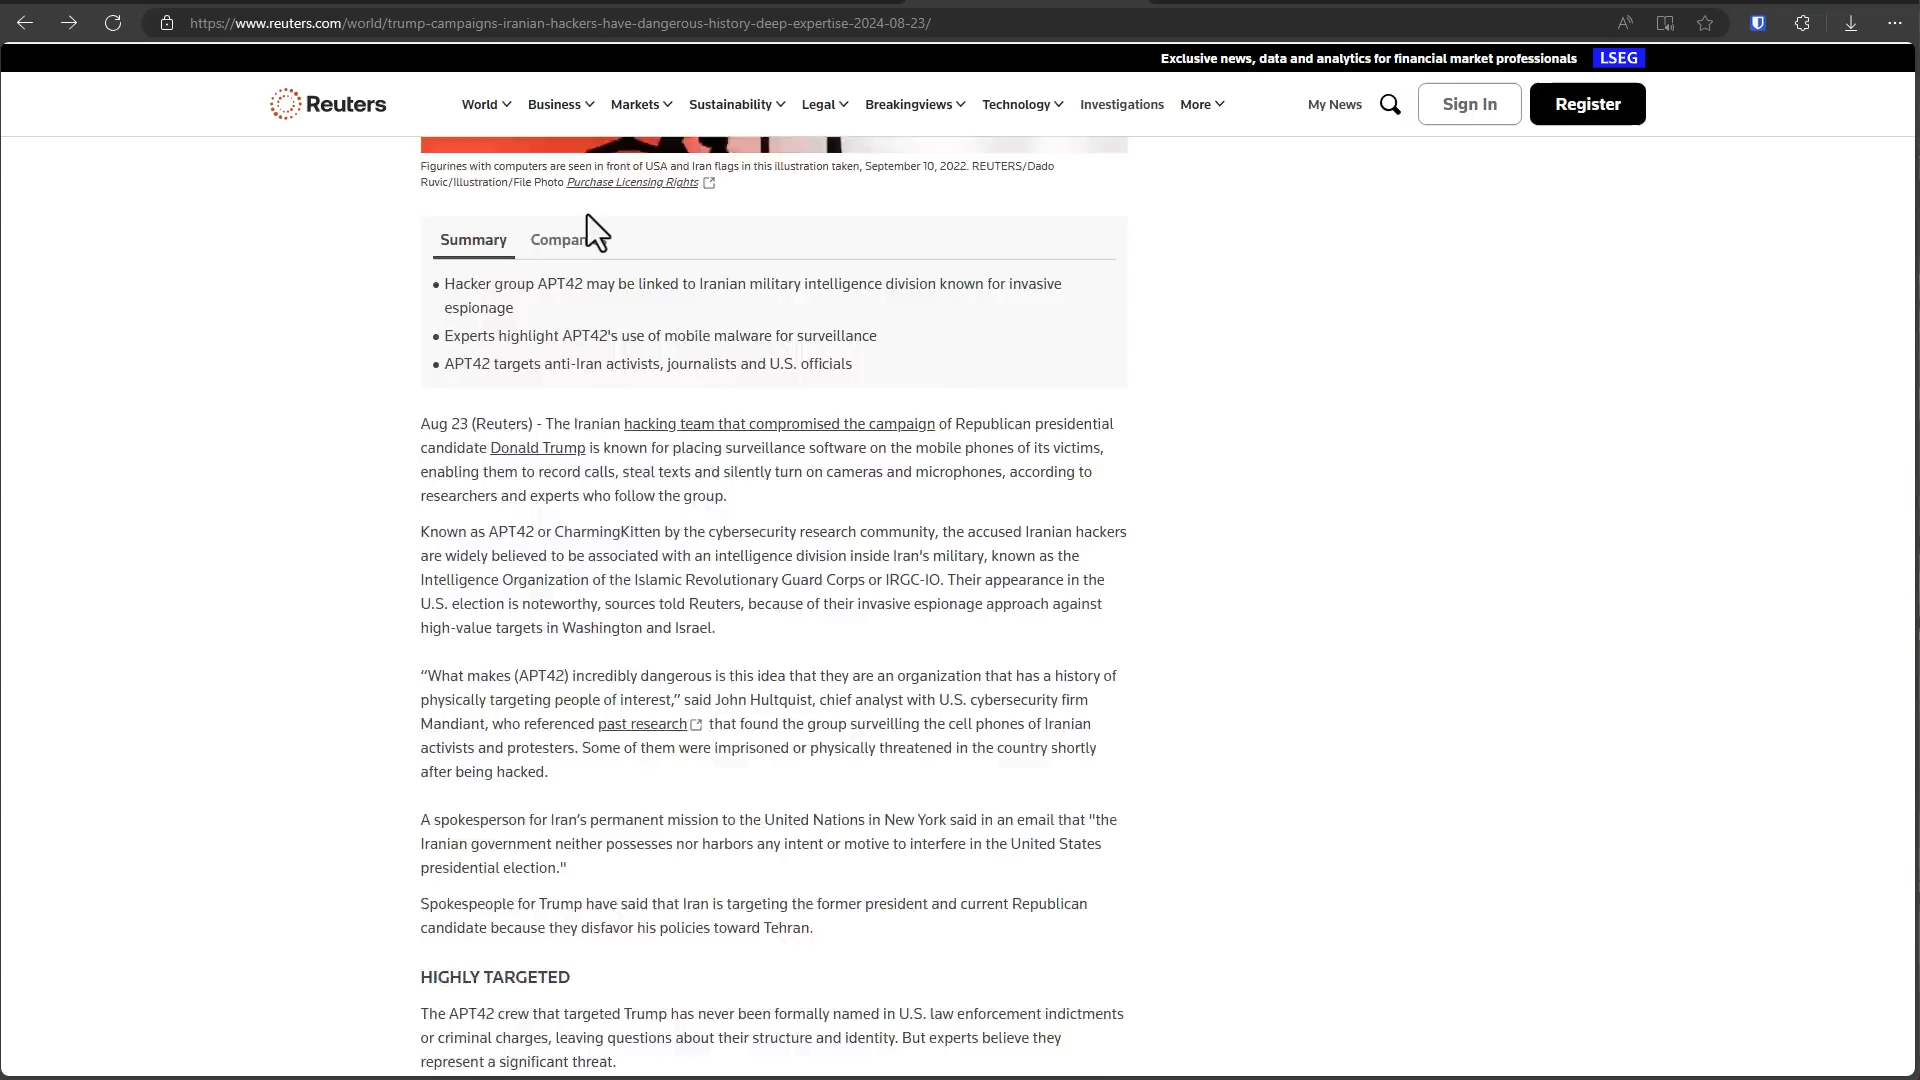 https://www.reuters.com/world/trump-campaigns-iranian-hackers-have-dangerous-history-deep-expertise-2024-08-23/
Exclusive news, data and analytics for financial market professionals LSEG
Reuters World Business Markets Sustainability Legal Breakingviews Technology Investigations More My News Sign In Register
Figurines with computers are seen in front of USA and Iran flags in this illustration taken, September 10, 2022. REUTERS/Dado
Ruvic/Illustration/File Photo Purchase Licensing Rights
Summary
• Hacker group APT42 may be linked to Iranian military intelligence division known for invasive
espionage
• Experts highlight APT42's use of mobile malware for surveillance
• APT42 targets anti-Iran activists, journalists and U.S. officials
Aug 23 (Reuters) - The Iranian hacking team that compromised the campaign of Republican presidential
candidate Donald Trump is known for placing surveillance software on the mobile phones of its victims,
enabling them to record calls, steal texts and silently turn on cameras and microphones, according to
researchers and experts who follow the group.
Known as APT42 or CharmingKitten by the cybersecurity research community, the accused Iranian hackers
are widely believed to be associated with an intelligence division inside Iran's military, known as the
Intelligence Organization of the Islamic Revolutionary Guard Corps or IRGC-IO. Their appearance in the
U.S. election is noteworthy, sources told Reuters, because of their invasive espionage approach against
high-value targets in Washington and Israel.
“What makes (APT42) incredibly dangerous is this idea that they are an organization that has a history of
physically targeting people of interest,” said John Hultquist, chief analyst with U.S. cybersecurity firm
Mandiant, who referenced past research that found the group surveilling the cell phones of Iranian
activists and protesters. Some of them were imprisoned or physically threatened in the country shortly
after being hacked.
A spokesperson for Iran’s permanent mission to the United Nations in New York said in an email that "the
Iranian government neither possesses nor harbors any intent or motive to interfere in the United States
presidential election."
Spokespeople for Trump have said that Iran is targeting the former president and current Republican
candidate because they disfavor his policies toward Tehran.
HIGHLY TARGETED
The APT42 crew that targeted Trump has never been formally named in U.S. law enforcement indictments
or criminal charges, leaving questions about their structure and identity. But experts believe they
represent a significant threat.